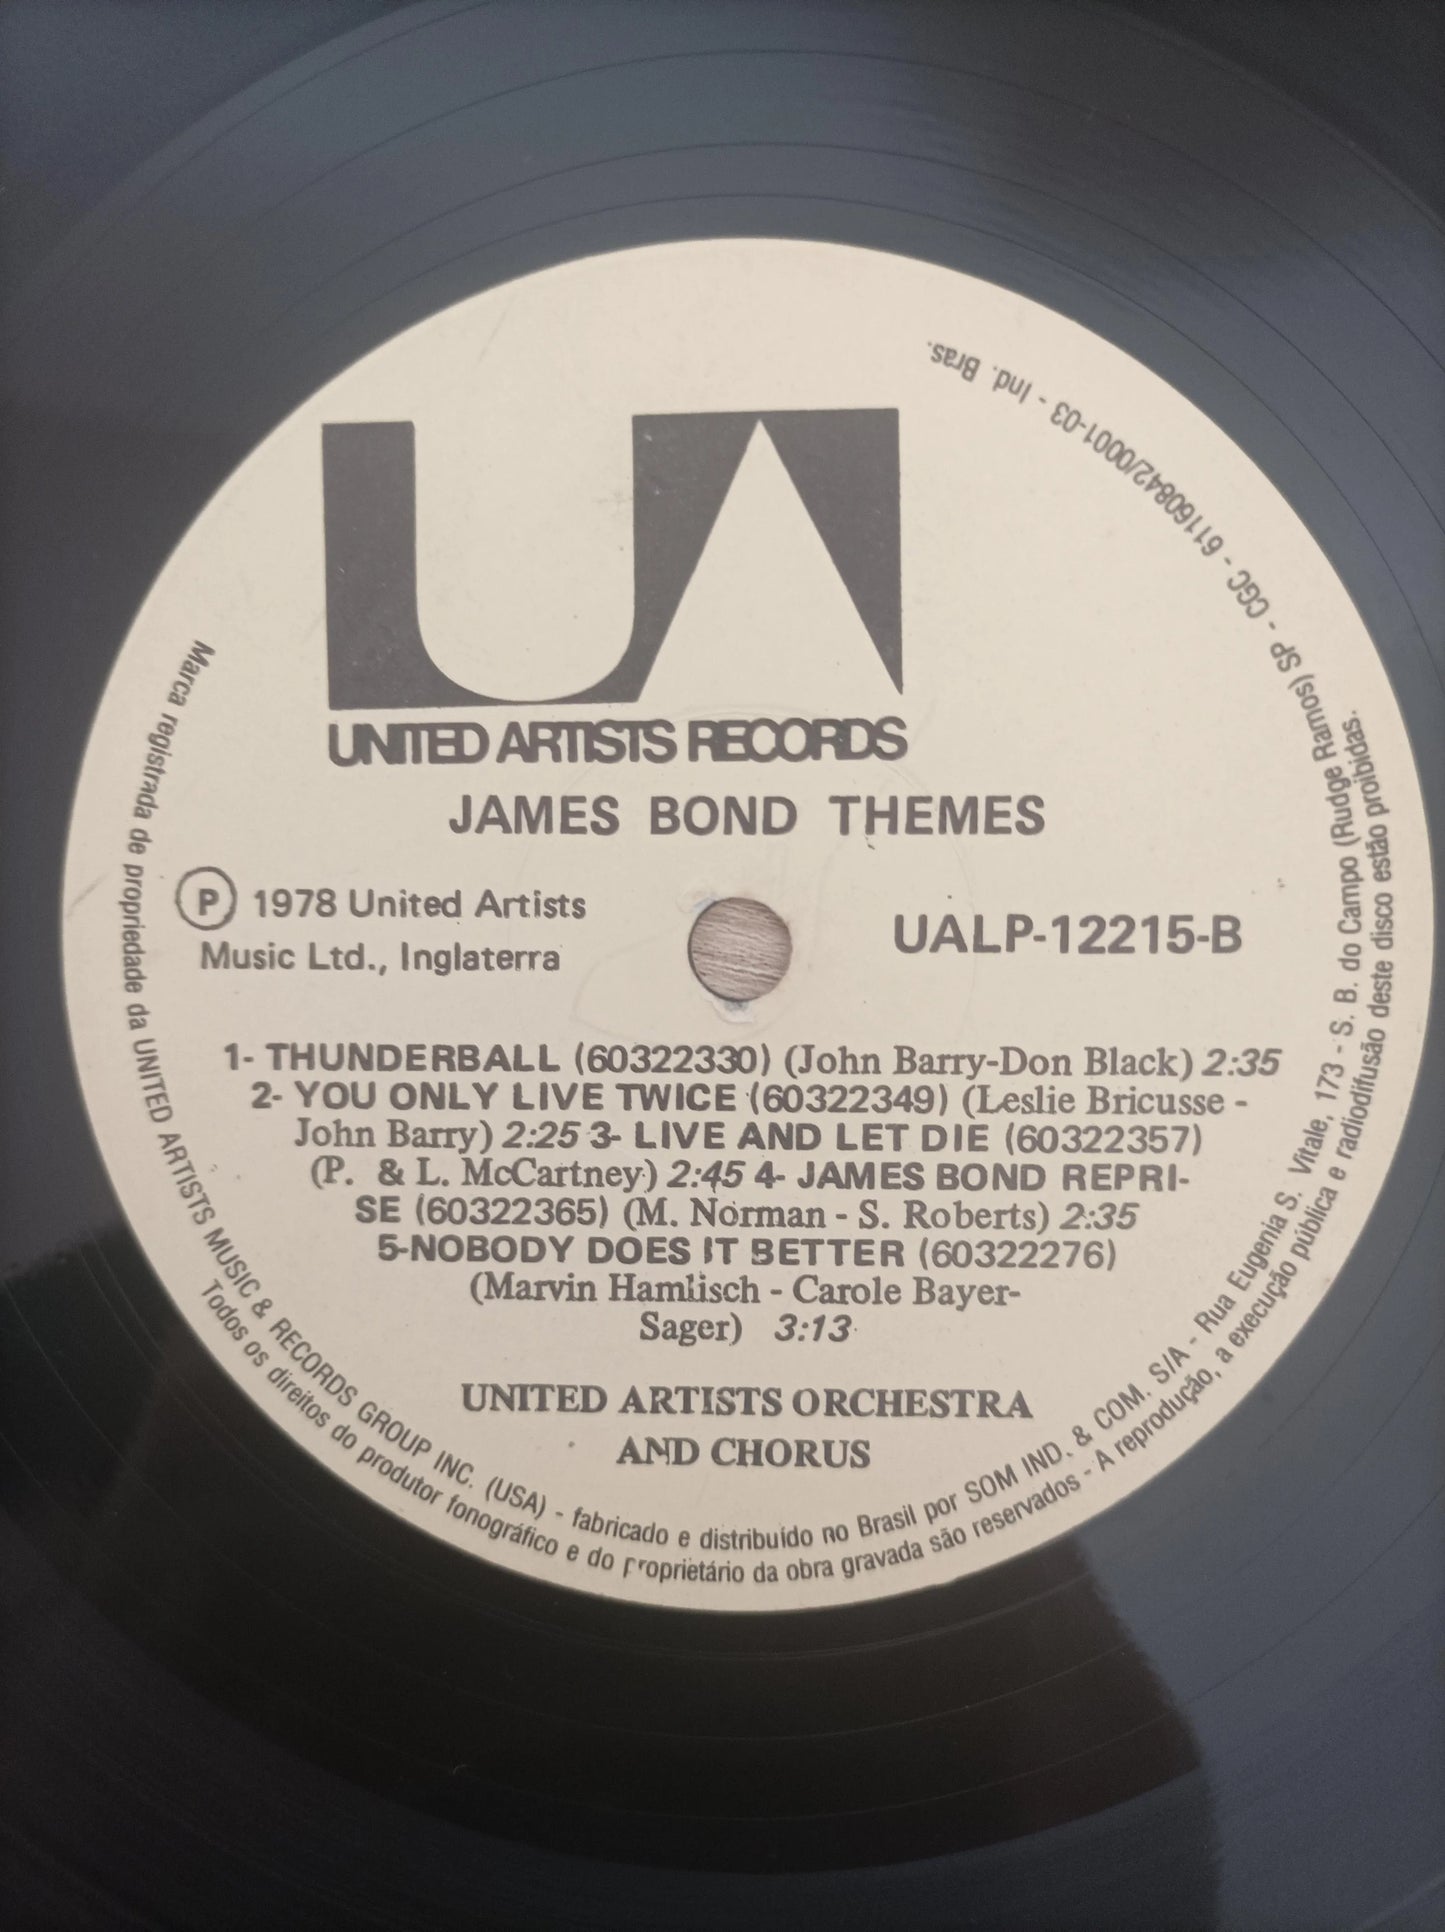 UA
UNITED ARTISTS RECORDS
JAMES BOND THEMES
P 1978 United Artists
Music Ltd., Inglaterra
UALP-12215-B
1- THUNDERBALL (60322330) (John Barry-Don Black) 2:35
2- YOU ONLY LIVE TWICE (60322349) (Leslie Bricusse -
John Barry) 2:25 3- LIVE AND LET DIE (60322357)
(P. & L. McCartney) 2:45 4- JAMES BOND REPRI-
SE (60322365) (M. Norman - S. Roberts) 2:35
5-NOBODY DOES IT BETTER (60322276)
(Marvin Hamlisch - Carole Bayer-
Sager) 3:13
UNITED ARTISTS ORCHESTRA
AND CHORUS
Marca registrada de propriedade da UNITED ARTISTS MUSIC & RECORDS GROUP INC. (USA) - fabricado e distribuído no Brasil por SOM IND. & COM. S/A - Rua Eugenia S. Vitale, 173 - S. B. do Campo (Rudge Ramos) SP - CGC - 61160842/0001-03 - Ind. Bras.
Todos os direitos do produtor fonográfico e do proprietário da obra gravada são reservados - A reprodução, a execução pública e radiodifusão deste disco estão proibidas.